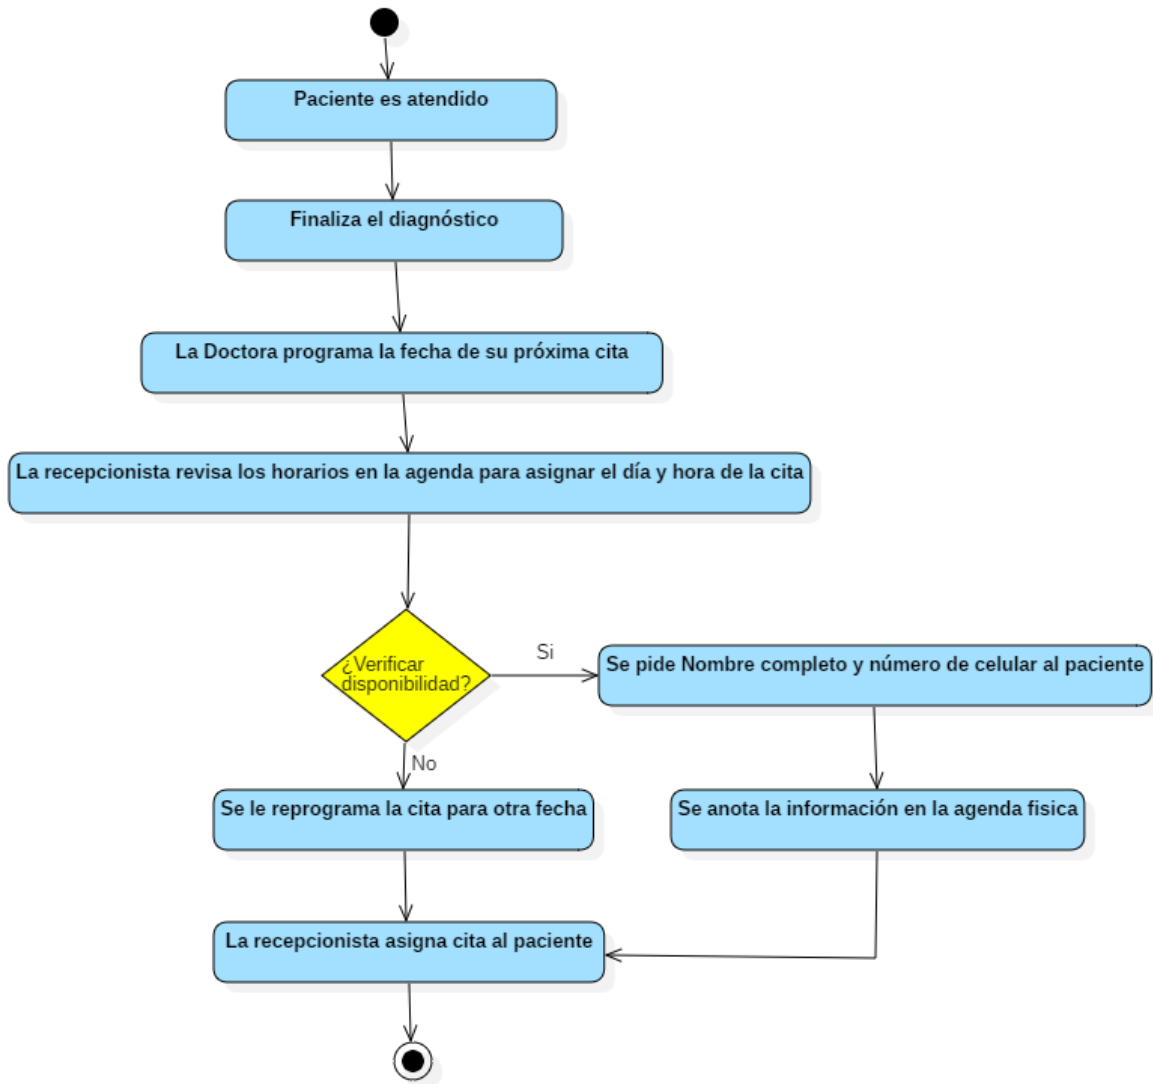 Paciente es atendido
Finaliza el diagnóstico
La Doctora programa la fecha de su próxima cita
La recepcionista revisa los horarios en la agenda para asignar el día y hora de la cita
¿Verificar
disponibilidad?
Si
Se pide Nombre completo y número de celular al paciente
No
Se le reprograma la cita para otra fecha
Se anota la información en la agenda fisica
La recepcionista asigna cita al paciente